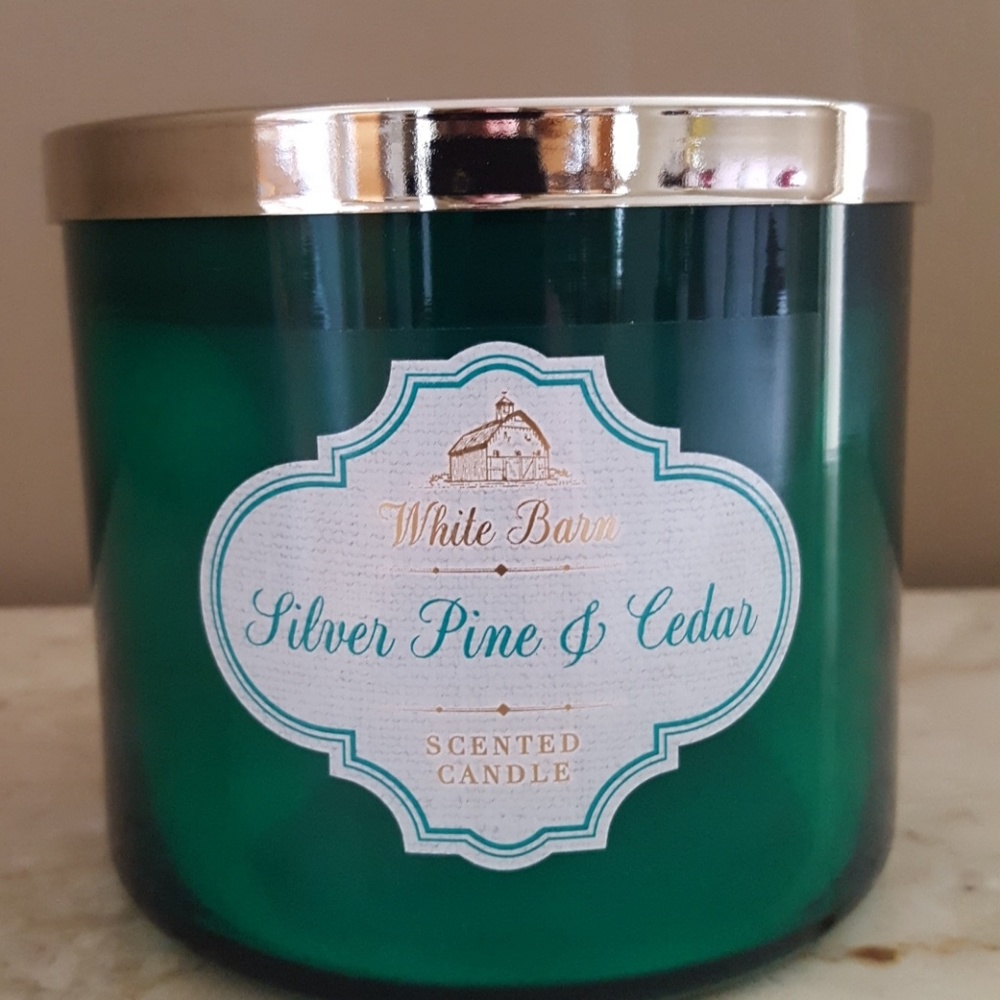 White Barn
Silver Pine & Cedar
SCENTED
CANDLE